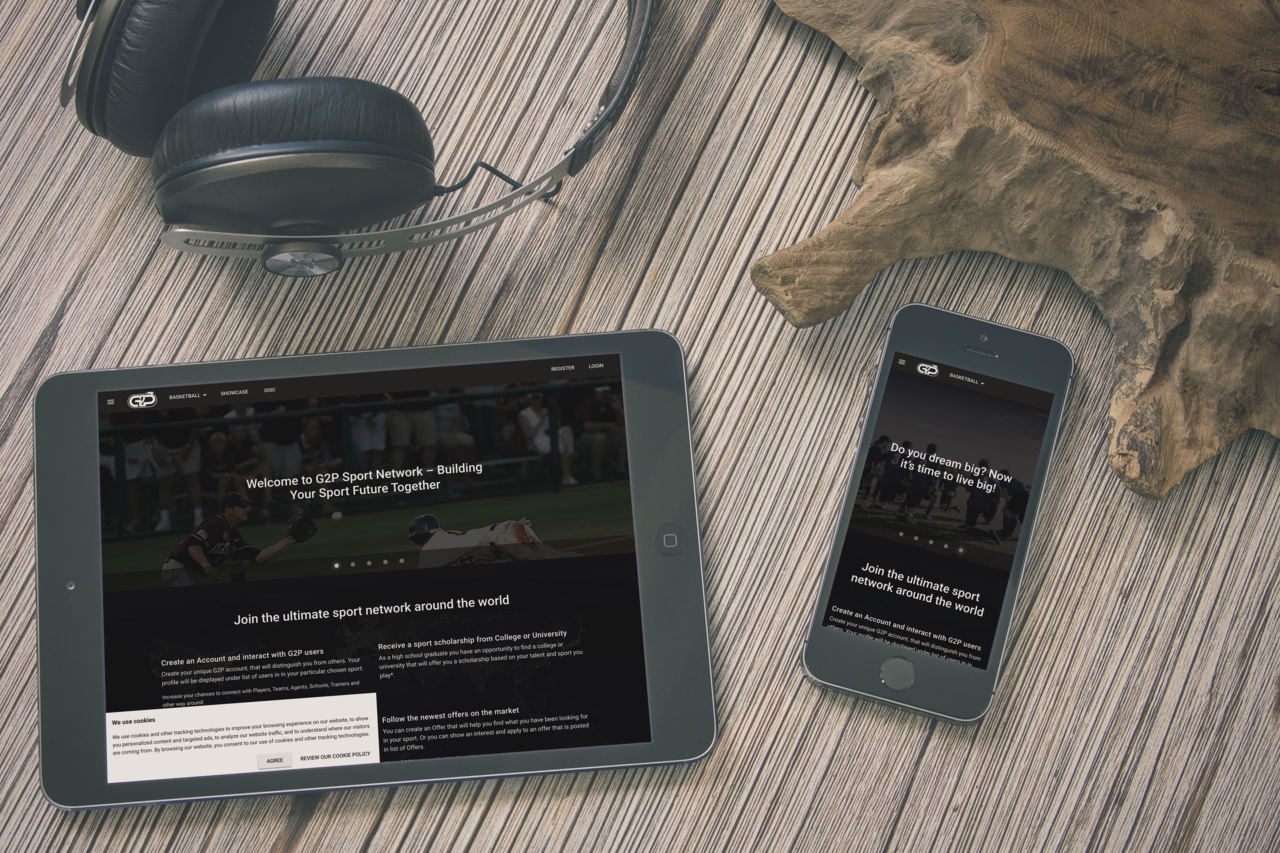 G2P
BASKETBALL
SHOWCASE
DISC
REGISTER
LOGIN
Welcome to G2P Sport Network – Building
Your Sport Future Together
Join the ultimate sport network around the world
Create an Account and interact with G2P users
Create your unique G2P account, that will distinguish you from others. Your
profile will be displayed under list of users in in your particular chosen sport.
Increase your chances to connect with Players, Teams, Agents, Schools, Trainers and
other way around.
Receive a sport scholarship from College or University
As a high school graduate you have an opportunity to find a college or
university that will offer you a scholarship based on your talent and sport you
play*.
Follow the newest offers on the market
You can create an Offer that will help you find what you have been looking for
in your sport. Or you can show an interest and apply to an offer that is posted
in list of Offers.
We use cookies
We use cookies and other tracking technologies to improve your browsing experience on our website, to show
you personalized content and targeted ads, to analyze our website traffic, and to understand where our visitors
are coming from. By browsing our website, you consent to our use of cookies and other tracking technologies.
AGREE
REVIEW OUR COOKIE POLICY
G2P
BASKETBALL
Do you dream big? Now
it's time to live big!
Join the ultimate sport
network around the world
Create an Account and interact with G2P users
Create your unique G2P account, that will distinguish you from
others. Your profile will be displayed under list of users in in